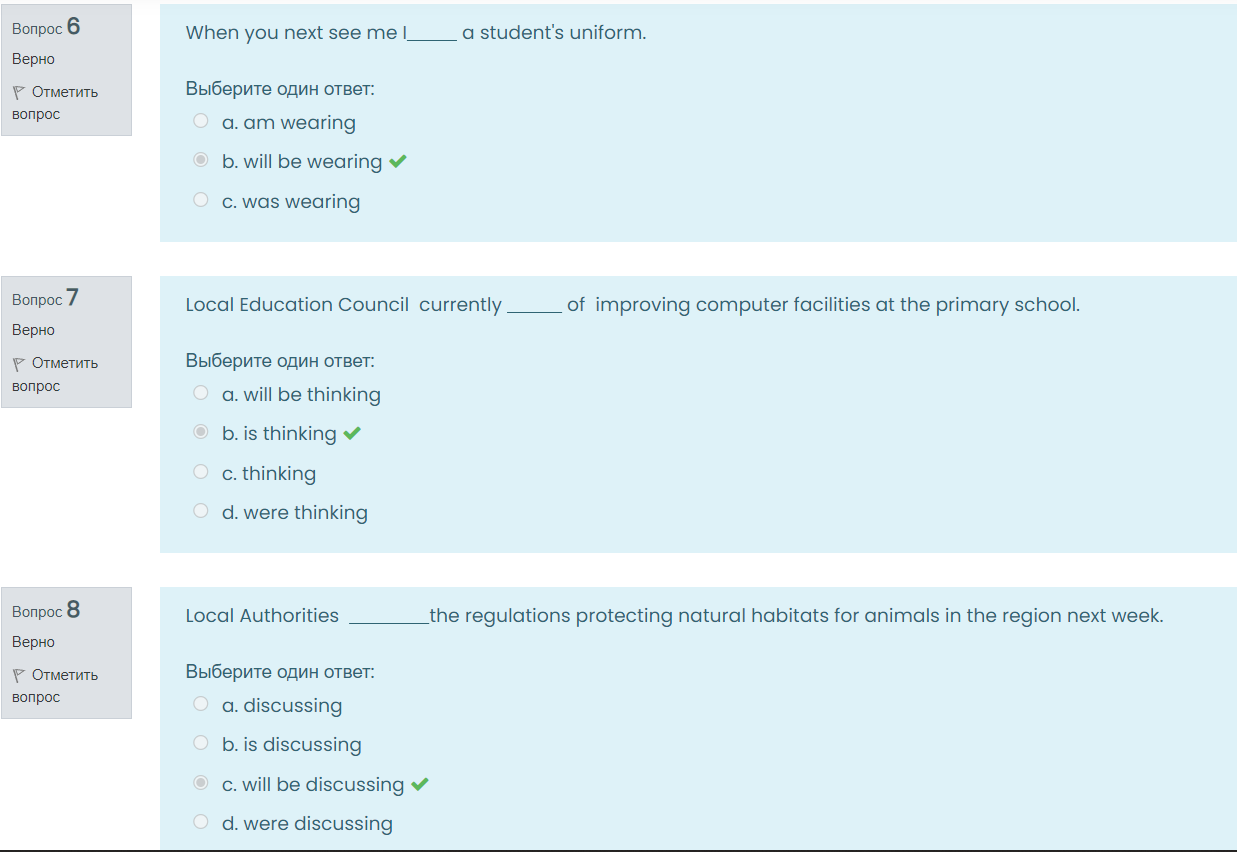 Вопрос 6
Верно
Отметить
вопрос
When you next see me I_____ a student's uniform.
Выберите один ответ:
a. am wearing
b. will be wearing
c. was wearing
Вопрос 7
Верно
Отметить
вопрос
Local Education Council currently ______ of improving computer facilities at the primary school.
Выберите один ответ:
a. will be thinking
b. is thinking
c. thinking
d. were thinking
Вопрос 8
Верно
Отметить
вопрос
Local Authorities ________the regulations protecting natural habitats for animals in the region next week.
Выберите один ответ:
a. discussing
b. is discussing
c. will be discussing
d. were discussing